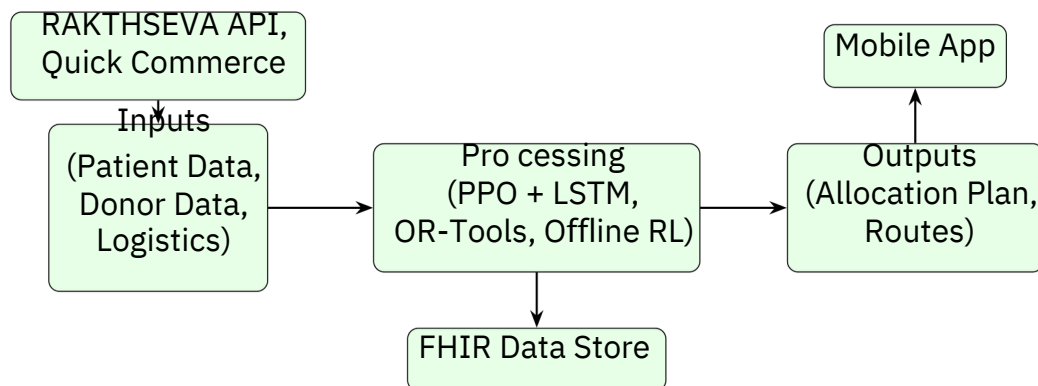 RAKTHSEVA API,
Quick Commerce
Mobile App
Inputs
(Patient Data,
Donor Data,
Logistics)
Pro cessing
(PPO + LSTM,
OR-Tools, Offline RL)
Outputs
(Allocation Plan,
Routes)
FHIR Data Store